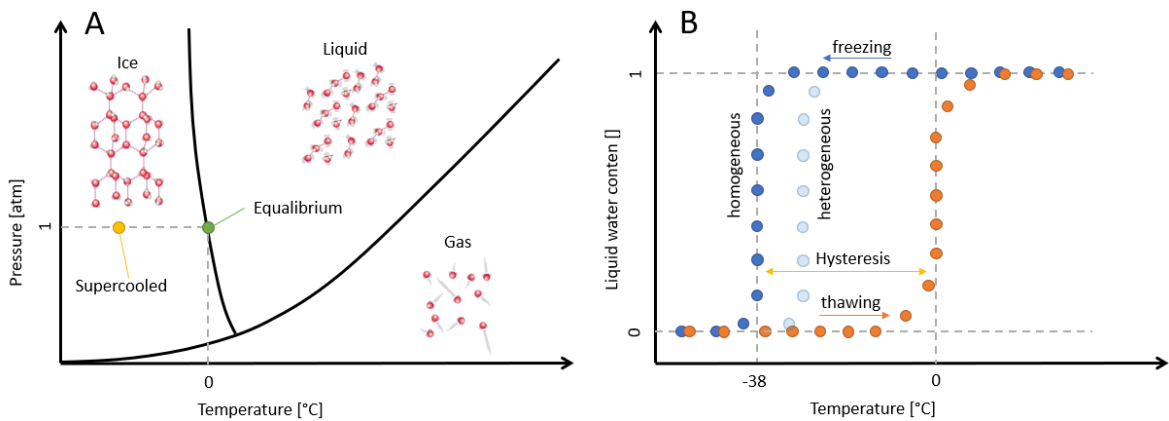 A
Ice
Liquid
Pressure [atm]
1
Equalibrium
Supercooled
Gas
0
Temperature [°C]
B
freezing
1
Liquid water conten []
homogeneous
heterogeneous
Hysteresis
thawing
0
-38
0
Temperature [°C]